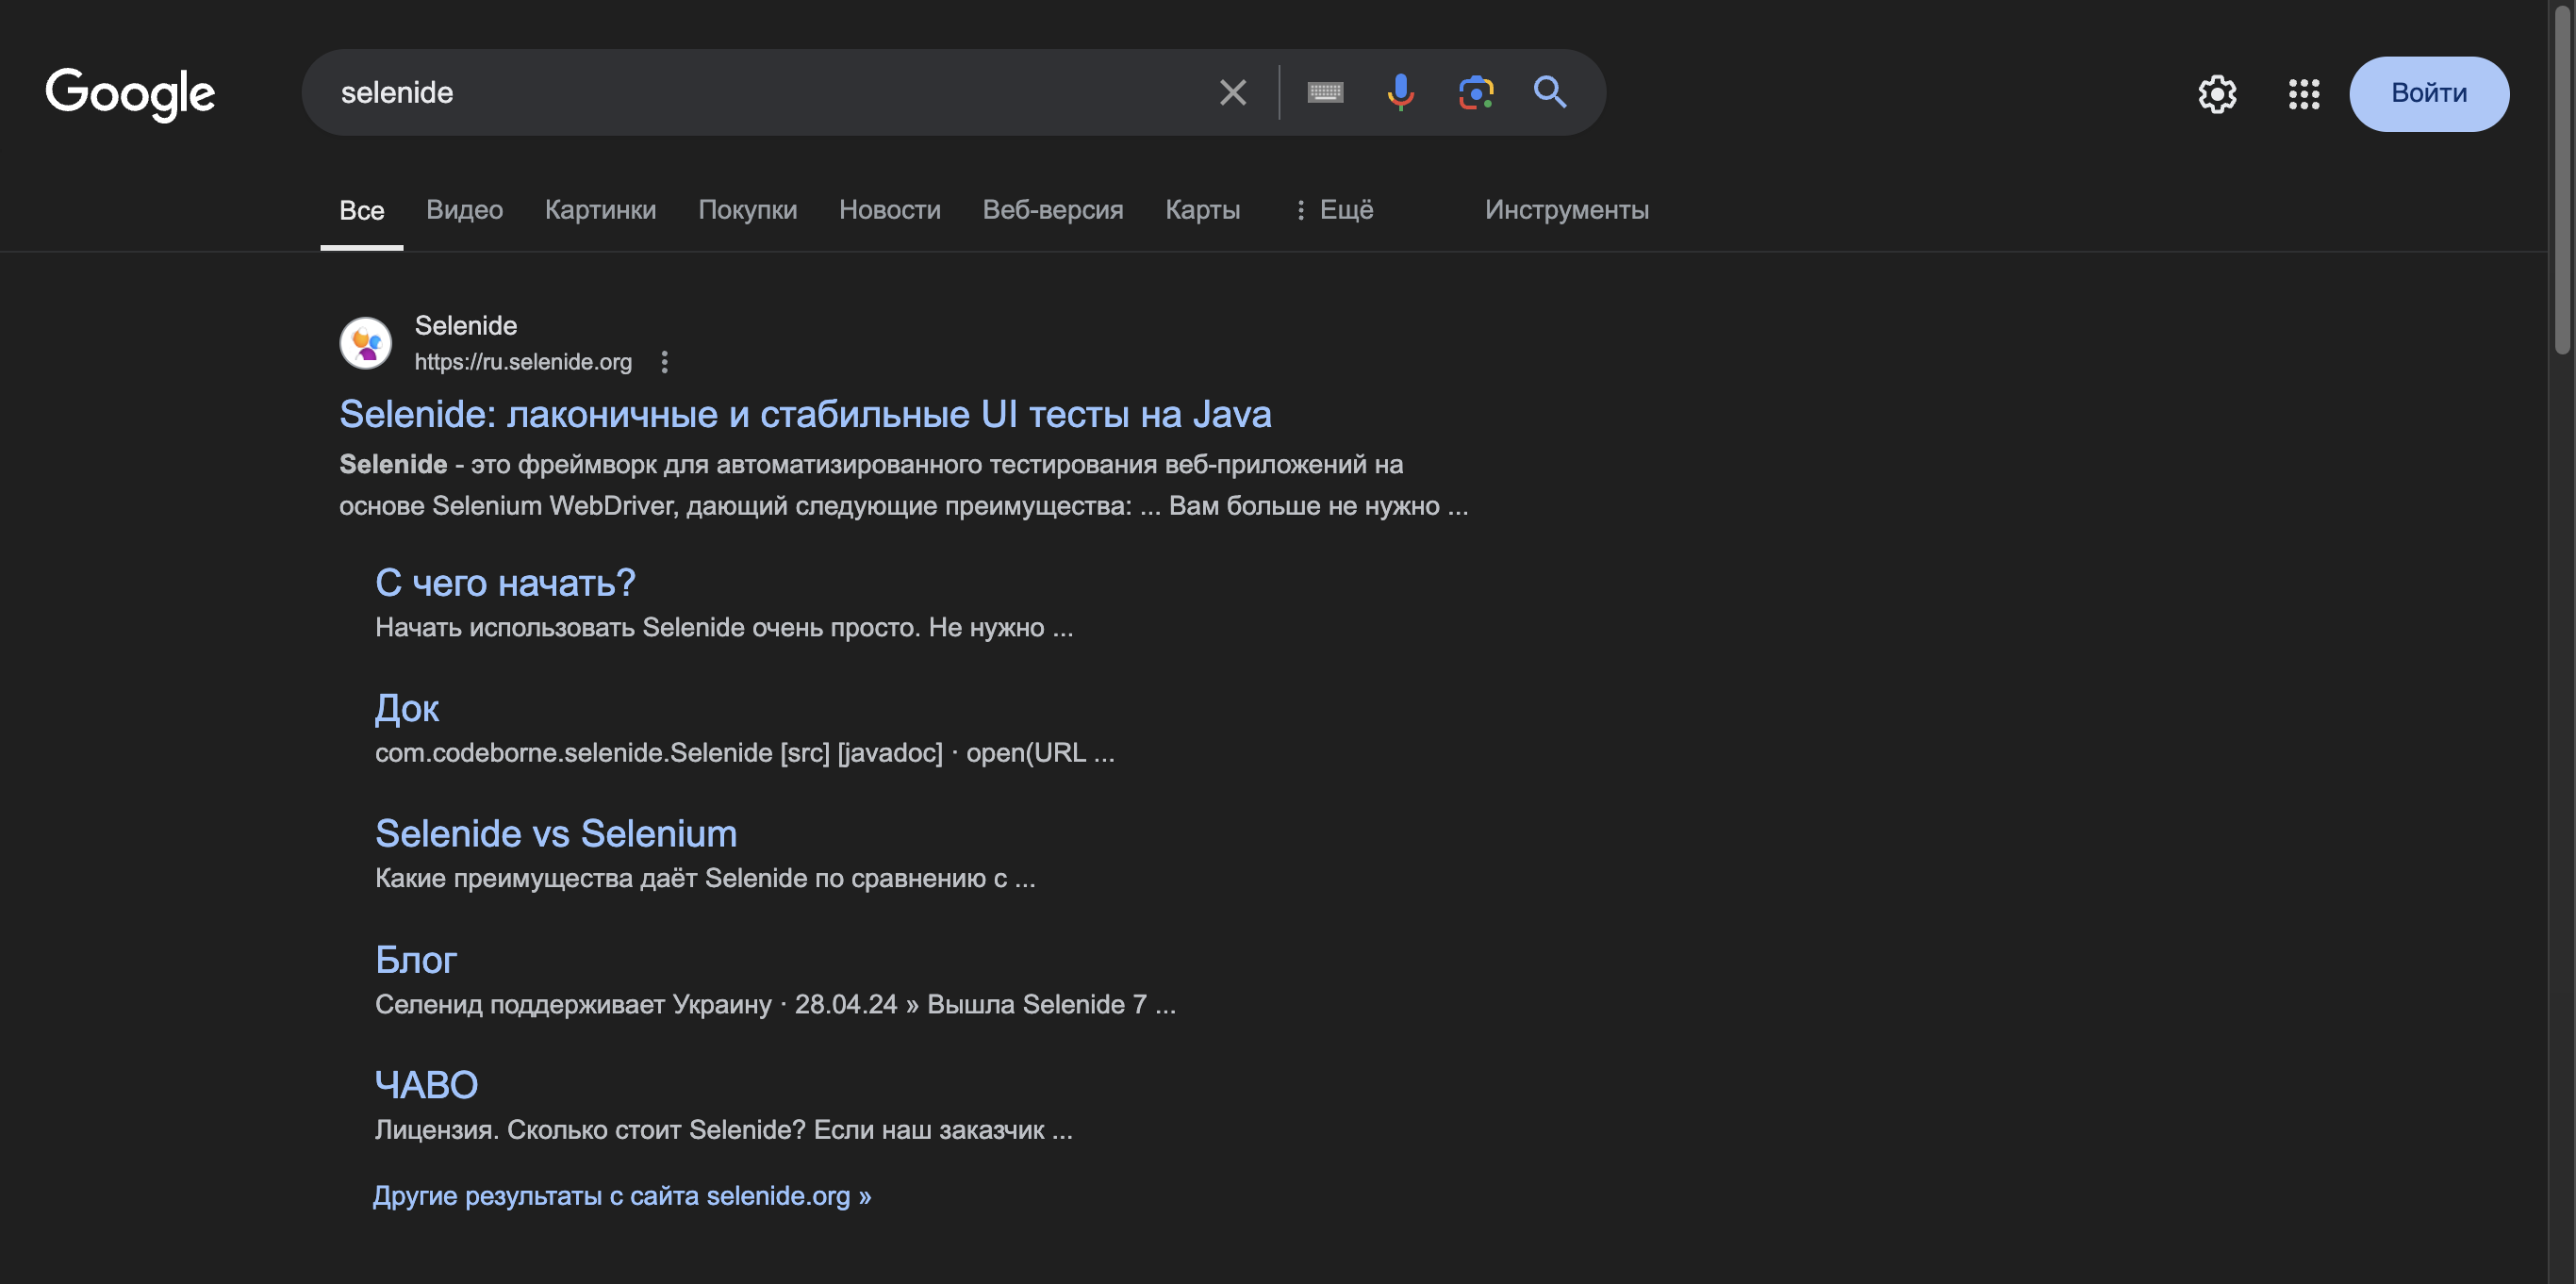 Google
selenide
Войти
Все Видео Картинки Покупки Новости Веб-версия Карты Ещё Инструменты
Selenide
https://ru.selenide.org
Selenide: лаконичные и стабильные UI тесты на Java
Selenide - это фреймворк для автоматизированного тестирования веб-приложений на
основе Selenium WebDriver, дающий следующие преимущества: ... Вам больше не нужно ...
С чего начать?
Начать использовать Selenide очень просто. Не нужно ...
Док
com.codeborne.selenide.Selenide [src] [javadoc] · open(URL ...
Selenide vs Selenium
Какие преимущества даёт Selenide по сравнению с ...
Блог
Селенид поддерживает Украину · 28.04.24 » Вышла Selenide 7 ...
ЧАВО
Лицензия. Сколько стоит Selenide? Если наш заказчик ...
Другие результаты с сайта selenide.org »